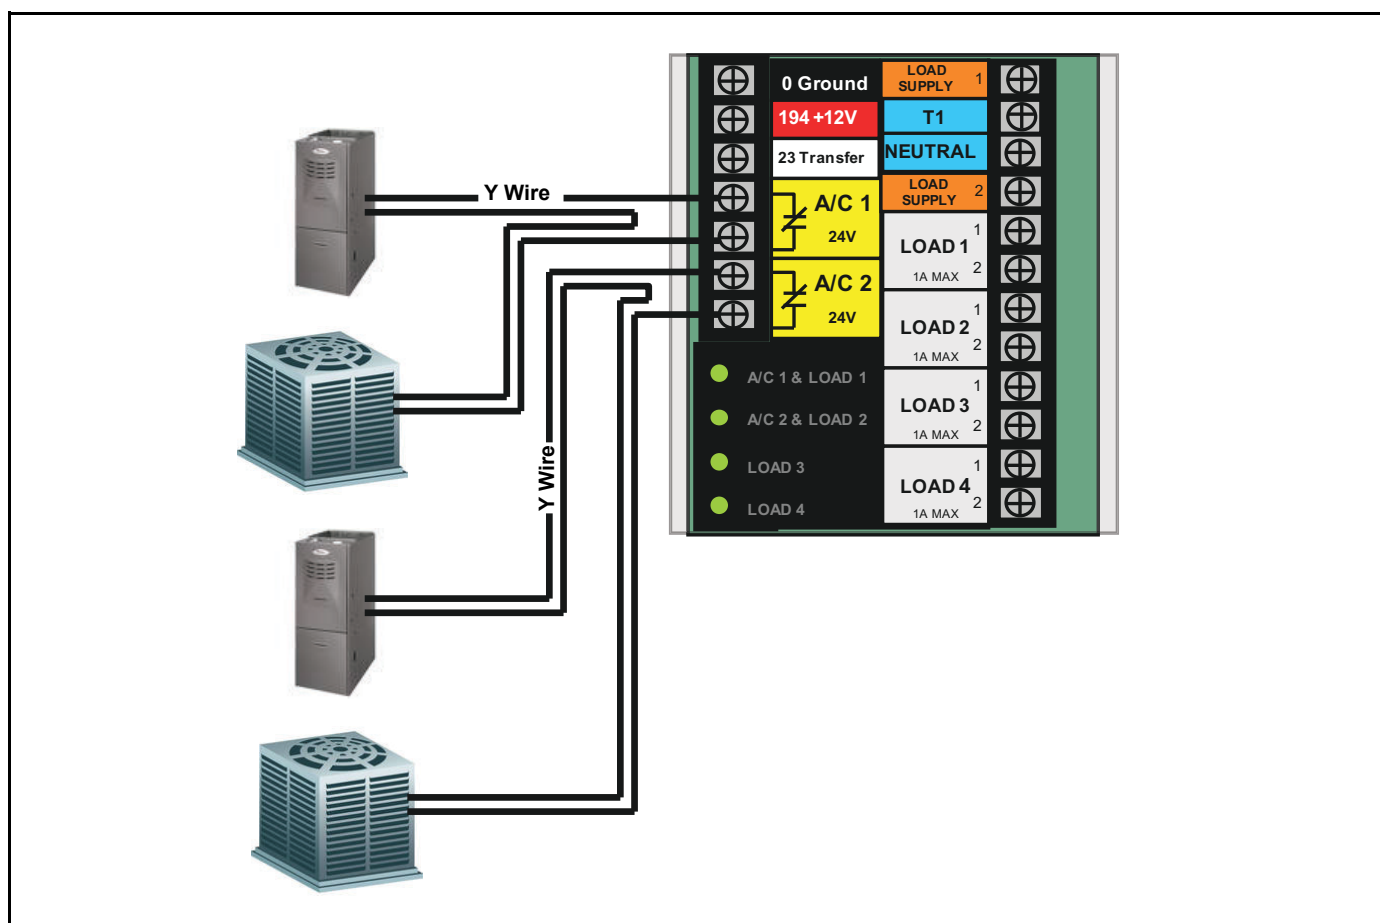 0 Ground
194 +12V
23 Transfer
A/C 1
24V
A/C 2
24V
LOAD
SUPPLY 1
T1
NEUTRAL
LOAD
SUPPLY 2
LOAD 1
1
1A MAX 2
LOAD 2
1
1A MAX 2
LOAD 3
1
1A MAX 2
LOAD 4
1
1A MAX 2
A/C 1 & LOAD 1
A/C 2 & LOAD 2
LOAD 3
LOAD 4
Y Wire
Y Wire